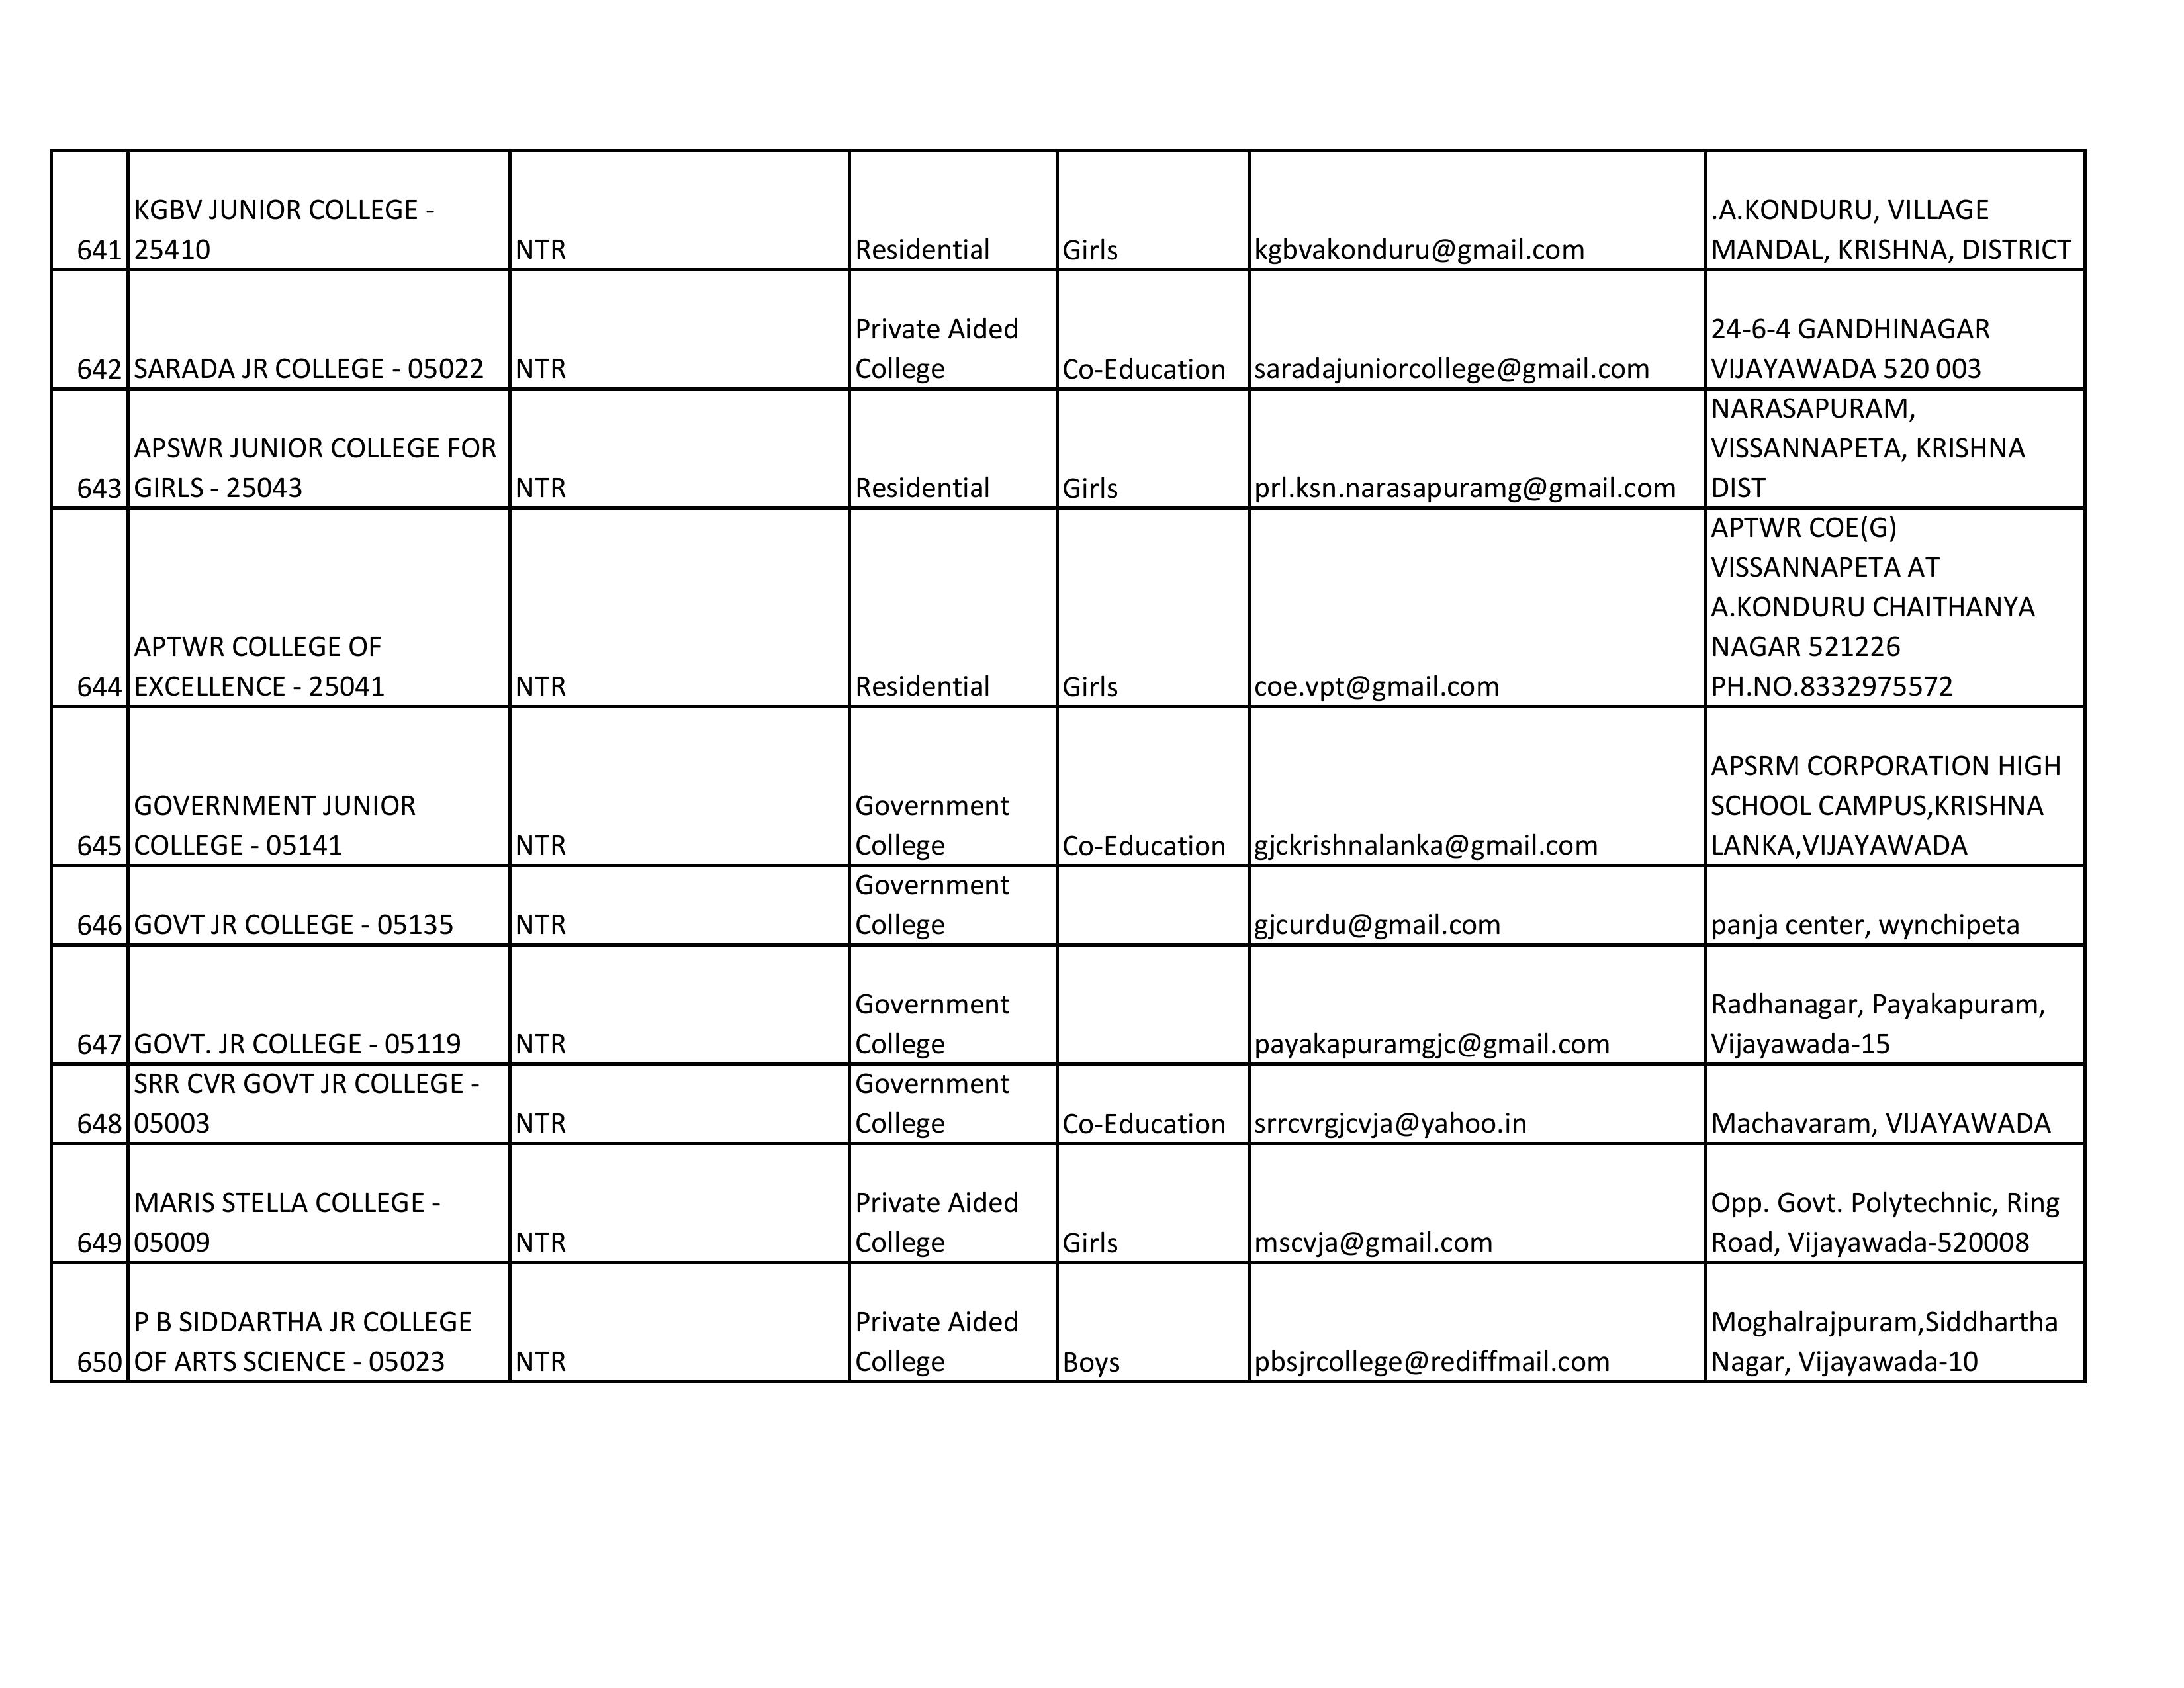 641 KGBV JUNIOR COLLEGE - 25410 NTR Residential Girls kgbvakonduru@gmail.com .A.KONDURU, VILLAGE MANDAL, KRISHNA, DISTRICT
642 SARADA JR COLLEGE - 05022 NTR Private Aided College Co-Education saradajuniorcollege@gmail.com 24-6-4 GANDHINAGAR VIJAYAWADA 520 003
643 APSWR JUNIOR COLLEGE FOR GIRLS - 25043 NTR Residential Girls prl.ksn.narasapuramg@gmail.com NARASAPURAM, VISSANNAPETA, KRISHNA DIST
644 APTWR COLLEGE OF EXCELLENCE - 25041 NTR Residential Girls coe.vpt@gmail.com APTWR COE(G) VISSANNAPETA AT A.KONDURU CHAITHANYA NAGAR 521226 PH.NO.8332975572
645 GOVERNMENT JUNIOR COLLEGE - 05141 NTR Government College Co-Education gjckrishnalanka@gmail.com APSRM CORPORATION HIGH SCHOOL CAMPUS,KRISHNA LANKA,VIJAYAWADA
646 GOVT JR COLLEGE - 05135 NTR Government College gjcurdu@gmail.com panja center, wynchipeta
647 GOVT. JR COLLEGE - 05119 NTR Government College payakapuramgjc@gmail.com Radhanagar, Payakapuram, Vijayawada-15
648 SRR CVR GOVT JR COLLEGE - 05003 NTR Government College Co-Education srrcvrgjcvja@yahoo.in Machavaram, VIJAYAWADA
649 MARIS STELLA COLLEGE - 05009 NTR Private Aided College Girls mscvja@gmail.com Opp. Govt. Polytechnic, Ring Road, Vijayawada-520008
650 P B SIDDARTHA JR COLLEGE OF ARTS SCIENCE - 05023 NTR Private Aided College Boys pbsjrcollege@rediffmail.com Moghalrajpuram,Siddhartha Nagar, Vijayawada-10